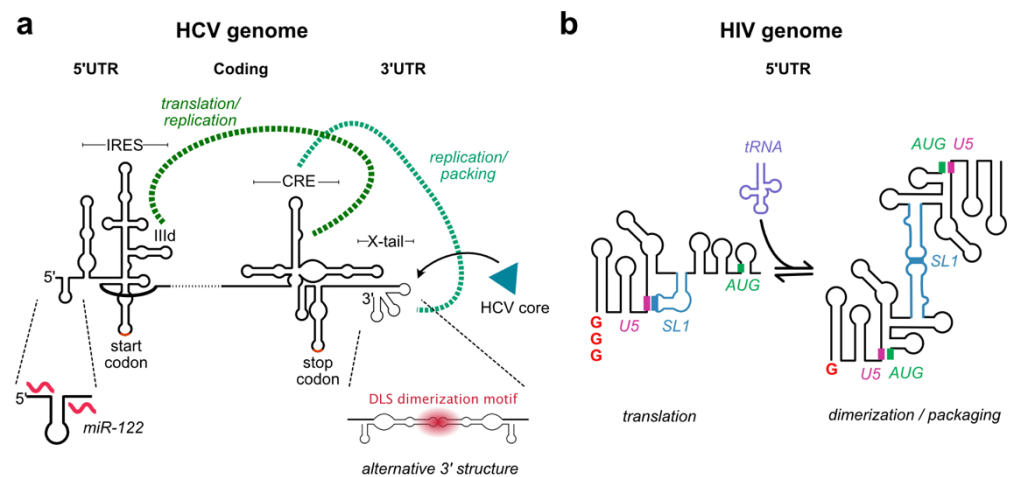 a
HCV genome
5'UTR
Coding
3'UTR
translation/
replication
IRES
replication/
packing
CRE
IIId
X-tail
5'
3'
HCV core
start
codon
stop
codon
5'
miR-122
DLS dimerization motif
alternative 3' structure
b
HIV genome
5'UTR
tRNA
AUG
U5
SL1
AUG
U5
SL1
G
G
G
G
U5
AUG
translation
dimerization / packaging